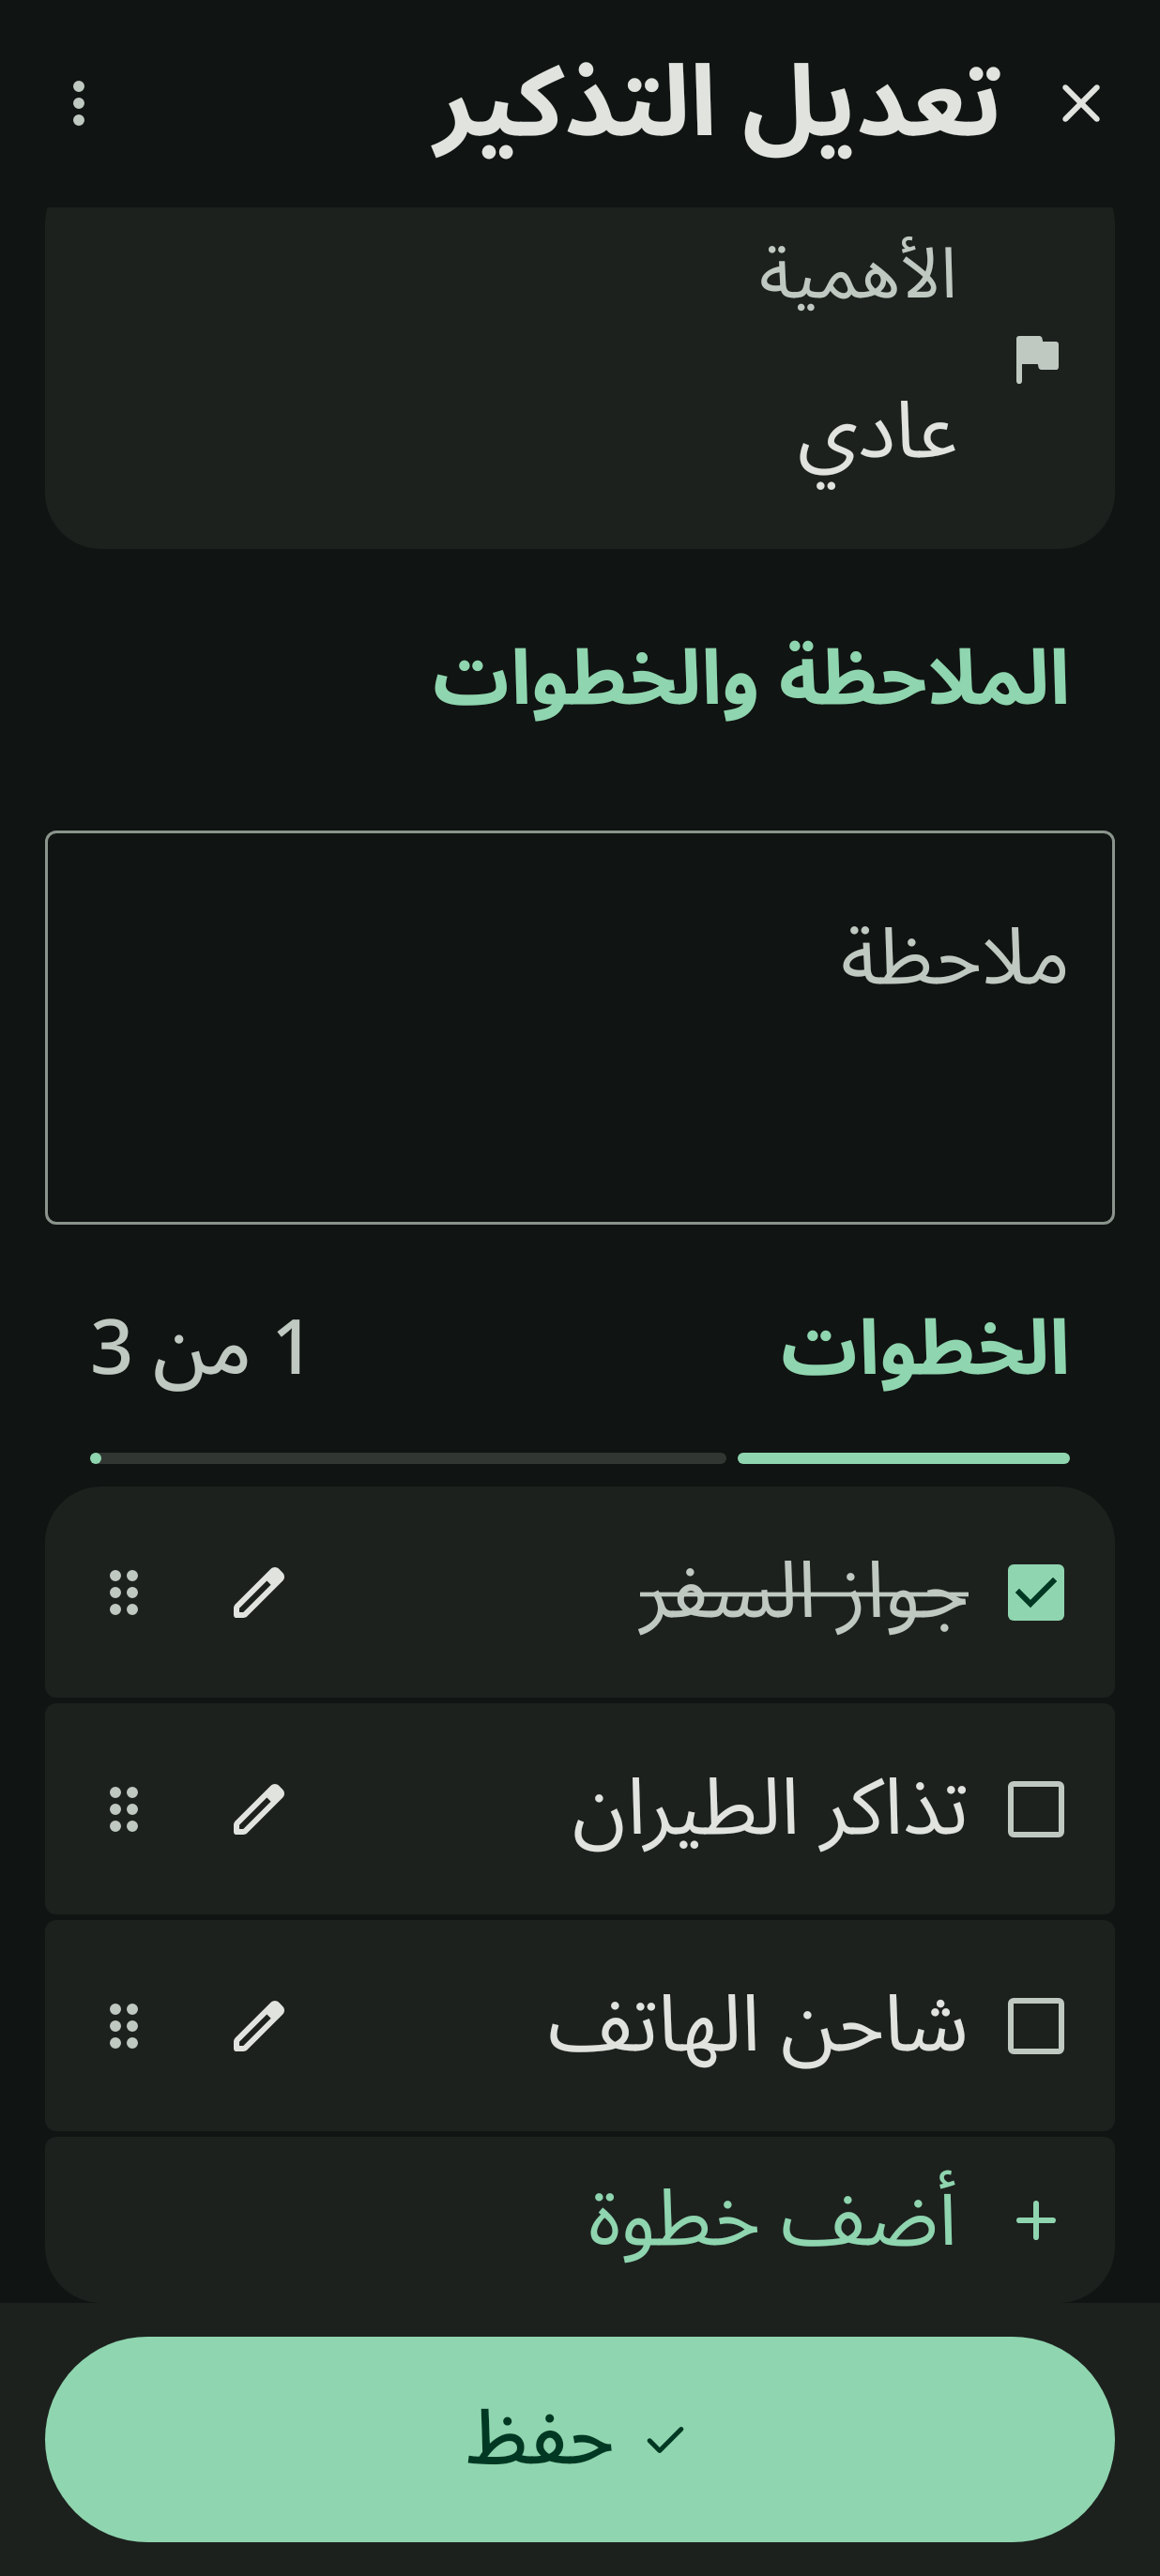 تعديل التذكير
الأهمية
عادي
الملاحظة والخطوات
ملاحظة
الخطوات
1 من 3
جواز السفر
تذاكر الطيران
شاحن الهاتف
أضف خطوة
حفظ